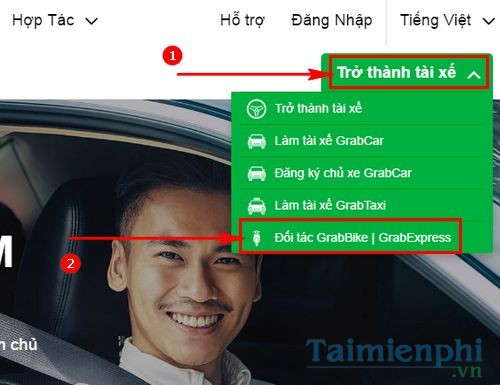 Hợp Tác
Hỗ trợ Đăng Nhập Tiếng Việt
1
Trở thành tài xế
Trở thành tài xế
Làm tài xế GrabCar
Đăng ký chủ xe GrabCar
Làm tài xế GrabTaxi
Đối tác GrabBike | GrabExpress
2
M
chủ
Taimienphi
.vn